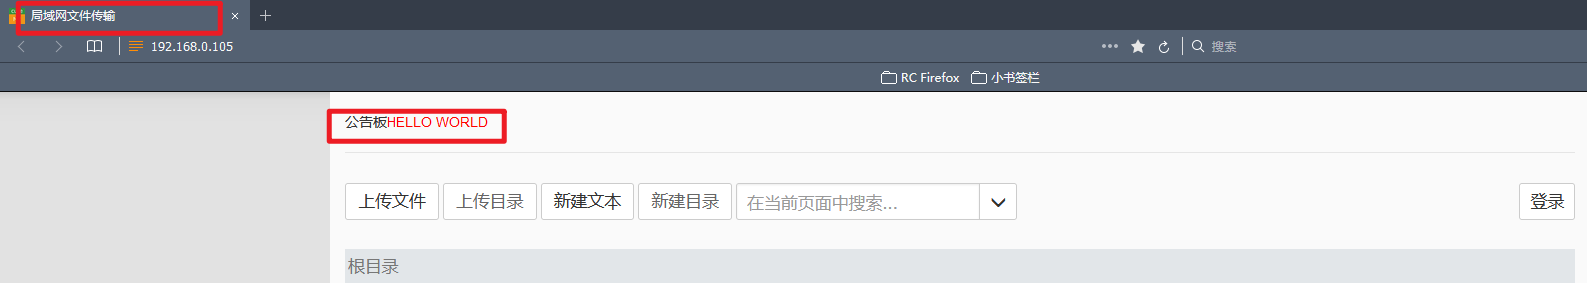 局域网文件传输
192.168.0.105
搜索
RC Firefox 小书签栏
公告板HELLO WORLD
上传文件 上传目录 新建文本 新建目录 在当前页面中搜索... 登录
根目录